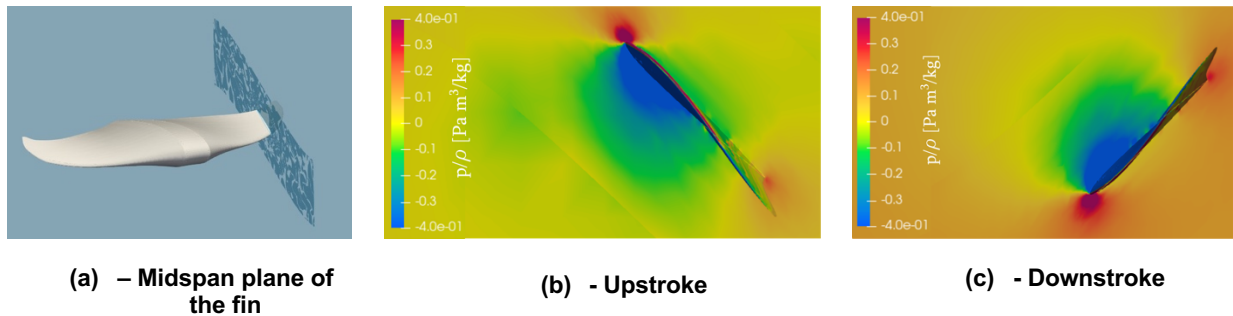 4.0e-01
0.3
0.2
0.1
0
-0.1
-0.2
-0.3
-4.0e-01
p/ρ [Pa m³/kg]
4.0e-01
0.3
0.2
0.1
0
-0.1
-0.2
-0.3
-4.0e-01
p/ρ [Pa m³/kg]
(a) – Midspan plane of
the fin
(b) - Upstroke
(c) - Downstroke